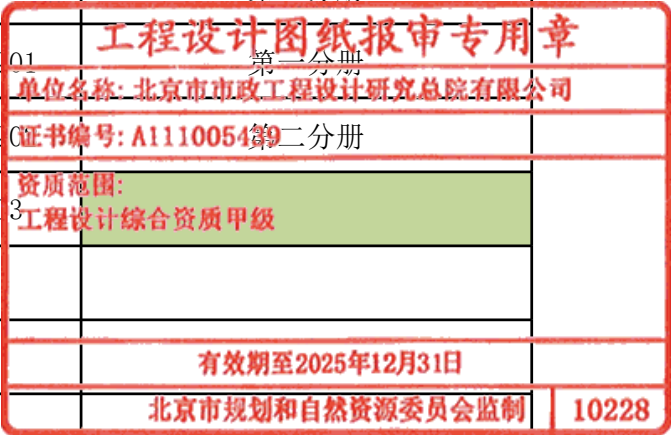 工程设计图纸报审专用章
01
第一分册
单位名称: 北京市市政工程设计研究总院有限公司
证书编号: A111005489
第二分册
资质范围:
3
工程设计综合资质甲级
有效期至2025年12月31日
北京市规划和自然资源委员会监制
10228